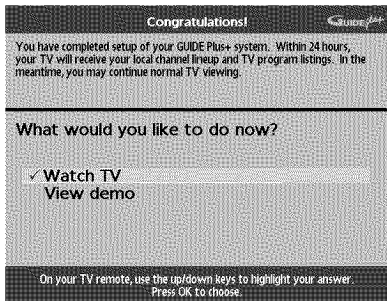 Congratulations!
GUIDE Plus+
You have completed setup of your GUIDE Plus+ system. Within 24 hours,
your TV will receive your local channel lineup and TV program listings. In the
meantime, you may continue normal TV viewing.
What would you like to do now?
✓ Watch TV
View demo
On your TV remote, use the up/down keys to highlight your answer.
Press OK to choose.